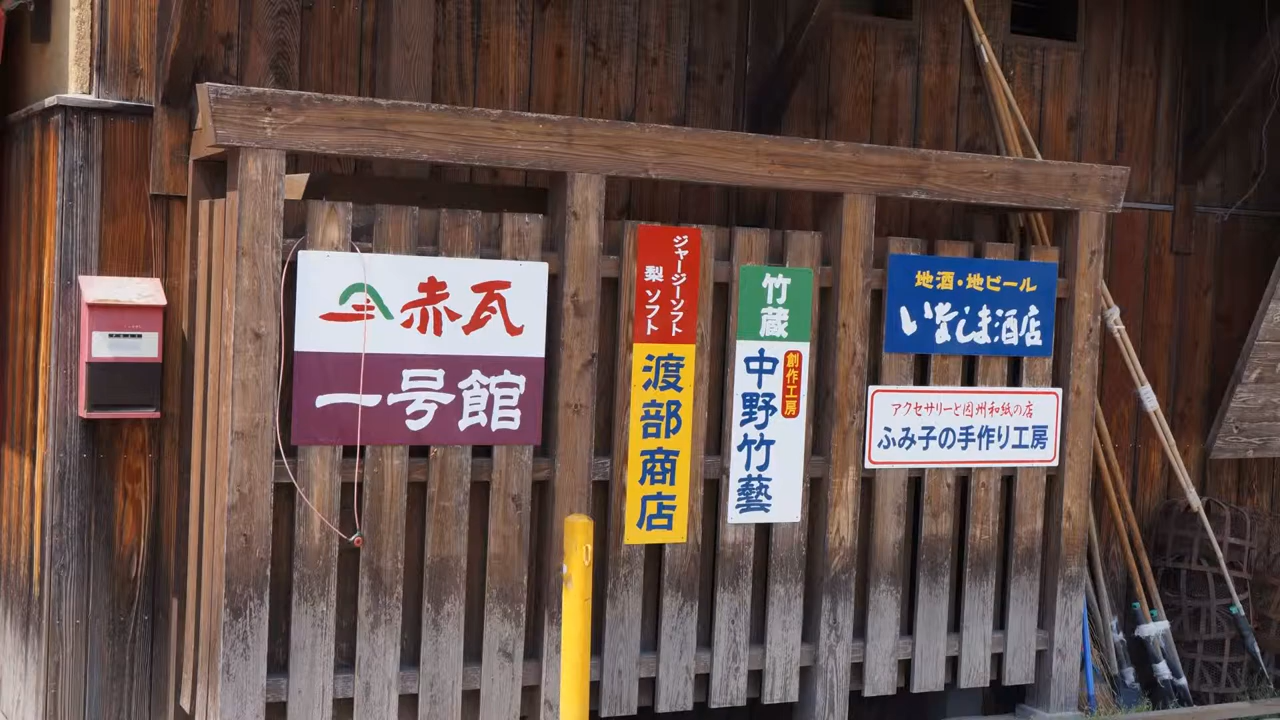 赤瓦
一号館
ジャージーソフト
梨 ソフト
渡部商店
竹蔵
創作工房
中野竹藝
地酒・地ビール
いなしま酒店
アクセサリーと因州和紙の店
ふみ子の手作り工房